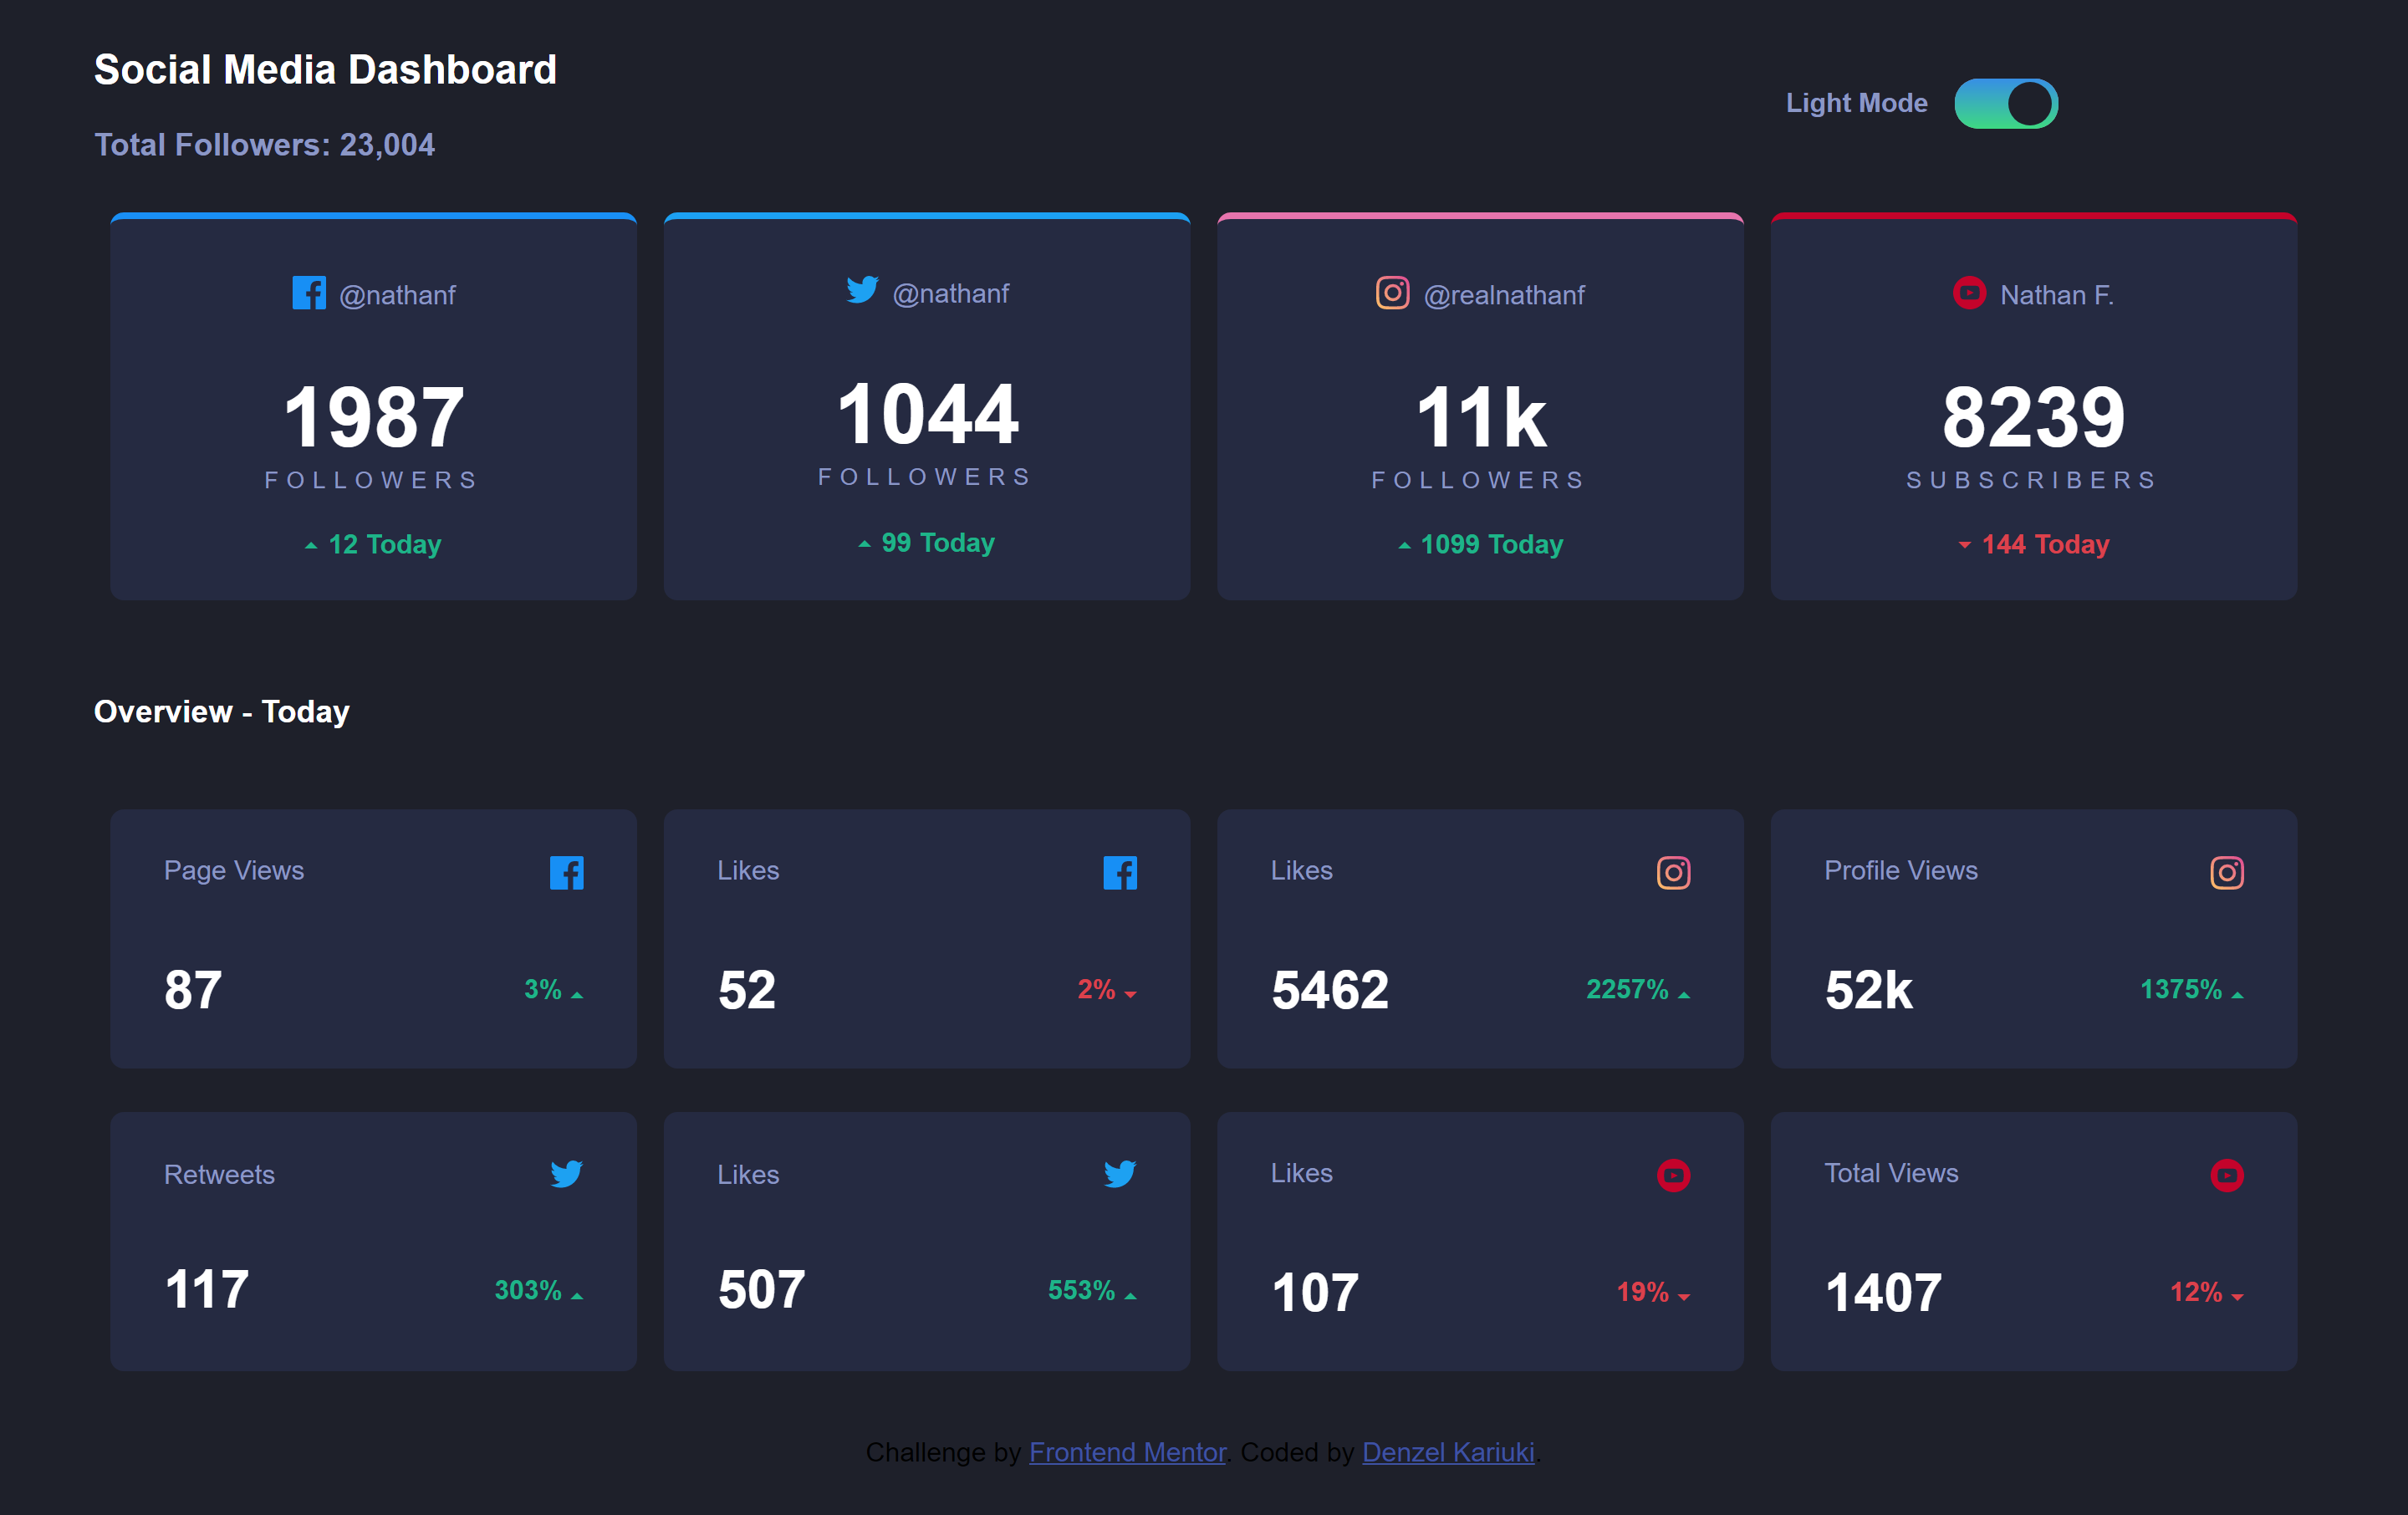 Social Media Dashboard
Total Followers: 23,004
Light Mode
@nathanf
1987
FOLLOWERS
12 Today
@nathanf
1044
FOLLOWERS
99 Today
@realnathanf
11k
FOLLOWERS
1099 Today
Nathan F.
8239
SUBSCRIBERS
144 Today
Overview - Today
Page Views
87
3%
Likes
52
2%
Likes
5462
2257%
Profile Views
52k
1375%
Retweets
117
303%
Likes
507
553%
Likes
107
19%
Total Views
1407
12%
Challenge by Frontend Mentor. Coded by Denzel Kariuki.